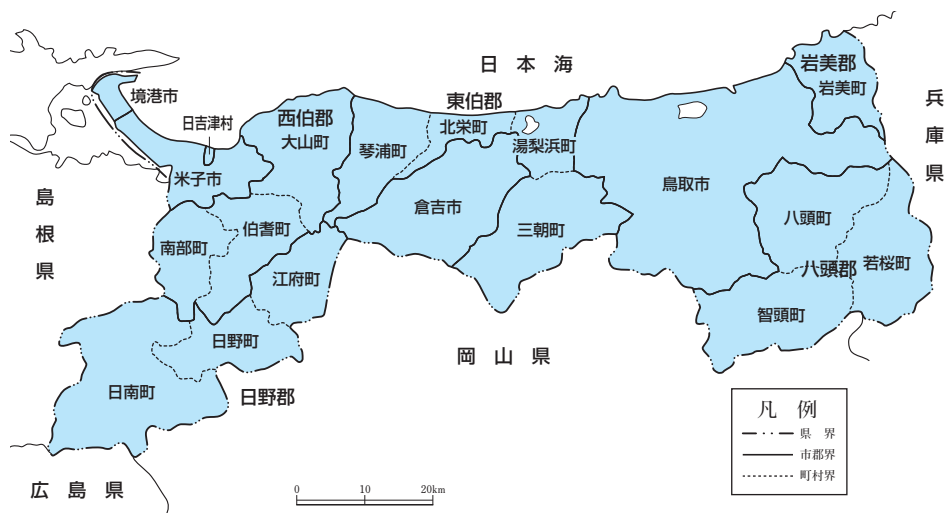 日本海
岩美郡
岩美町
兵庫県
境港市
日吉津村
西伯郡
大山町
東伯郡
北栄町
琴浦町
湯梨浜町
米子市
鳥取市
島根県
倉吉市
八頭町
南部町
伯耆町
三朝町
八頭郡
若桜町
江府町
智頭町
日野町
岡山県
日南町
日野郡
凡例
県界
市郡界
町村界
広島県
0 10 20km